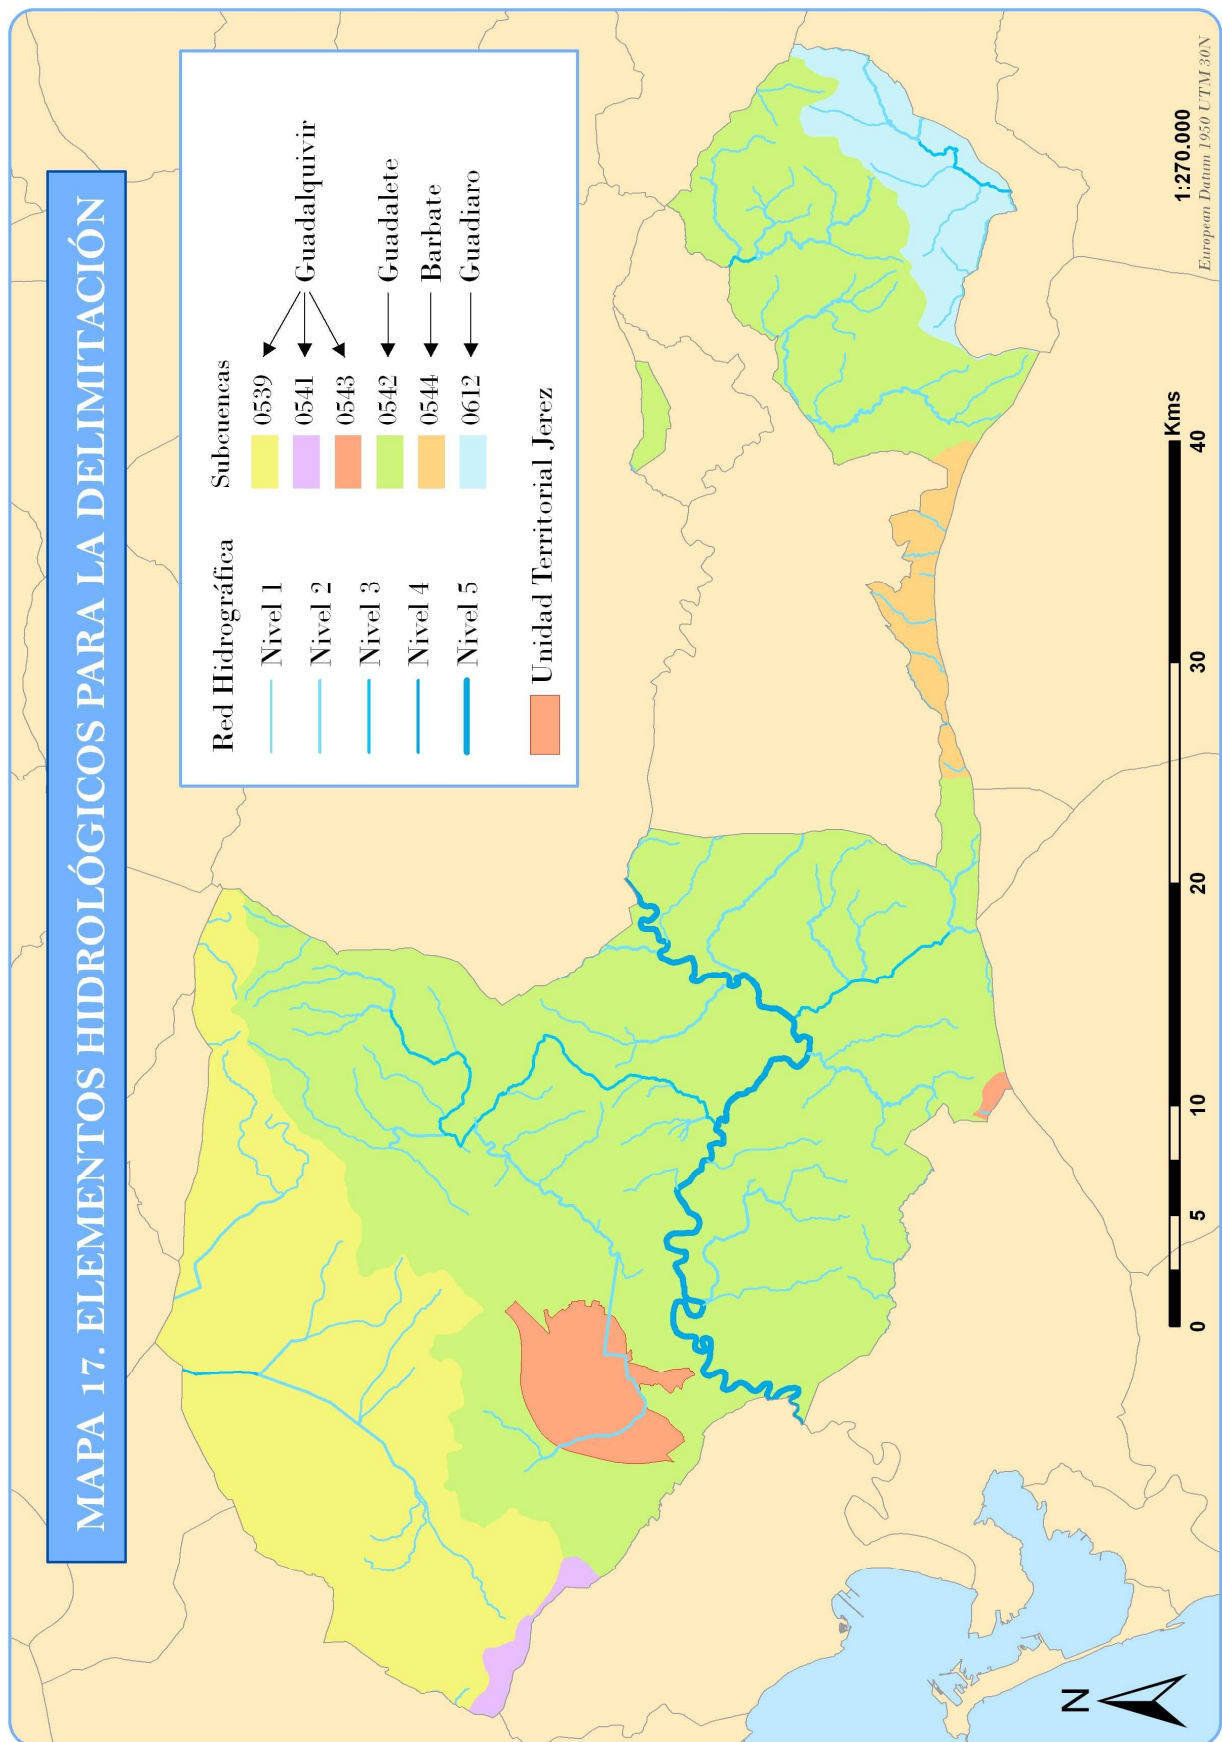 MAPA 17. ELEMENTOS HIDROLÓGICOS PARA LA DELIMITACIÓN
Red Hidrográfica
Nivel 1
Nivel 2
Nivel 3
Nivel 4
Nivel 5
Unidad Territorial Jerez
Subcuencas
0539
0541
0543
Guadalquivir
0542
Guadalete
0544
Barbate
0612
Guadiaro
N
0 5 10 20 30 40
Kms
1:270.000
European Datum 1950 UTM 30N